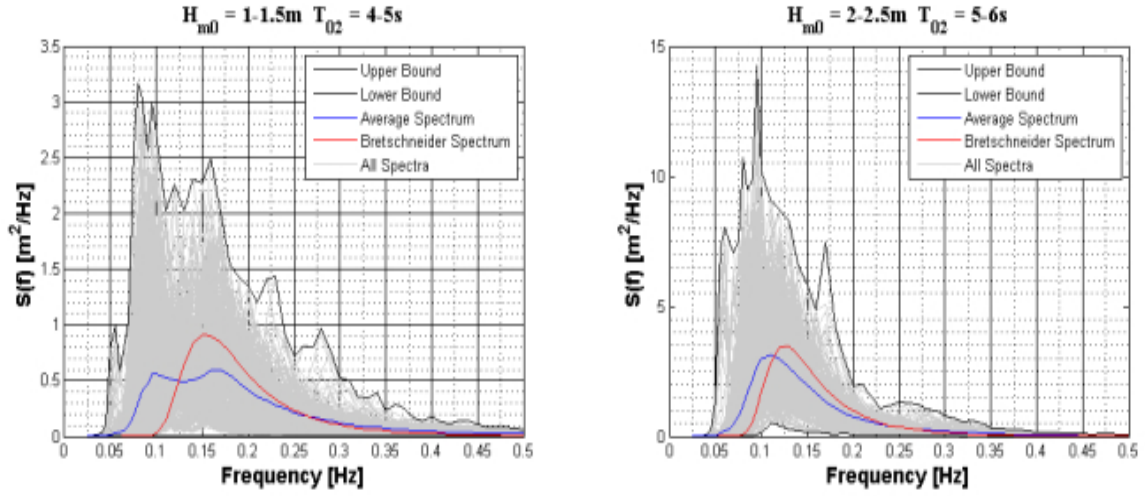 H_m0 = 1-1.5m T_02 = 4-5s
3.5
3
2.5
2
1.5
1
0.5
0
S(f) [m²/Hz]
Upper Bound
Lower Bound
Average Spectrum
Bretschneider Spectrum
All Spectra
0 0.05 0.1 0.15 0.2 0.25 0.3 0.35 0.4 0.45 0.5
Frequency [Hz]
H_m0 = 2-2.5m T_02 = 5-6s
15
10
5
0
S(f) [m²/Hz]
Upper Bound
Lower Bound
Average Spectrum
Bretschneider Spectrum
All Spectra
0 0.05 0.1 0.15 0.2 0.25 0.3 0.35 0.4 0.45 0.5
Frequency [Hz]